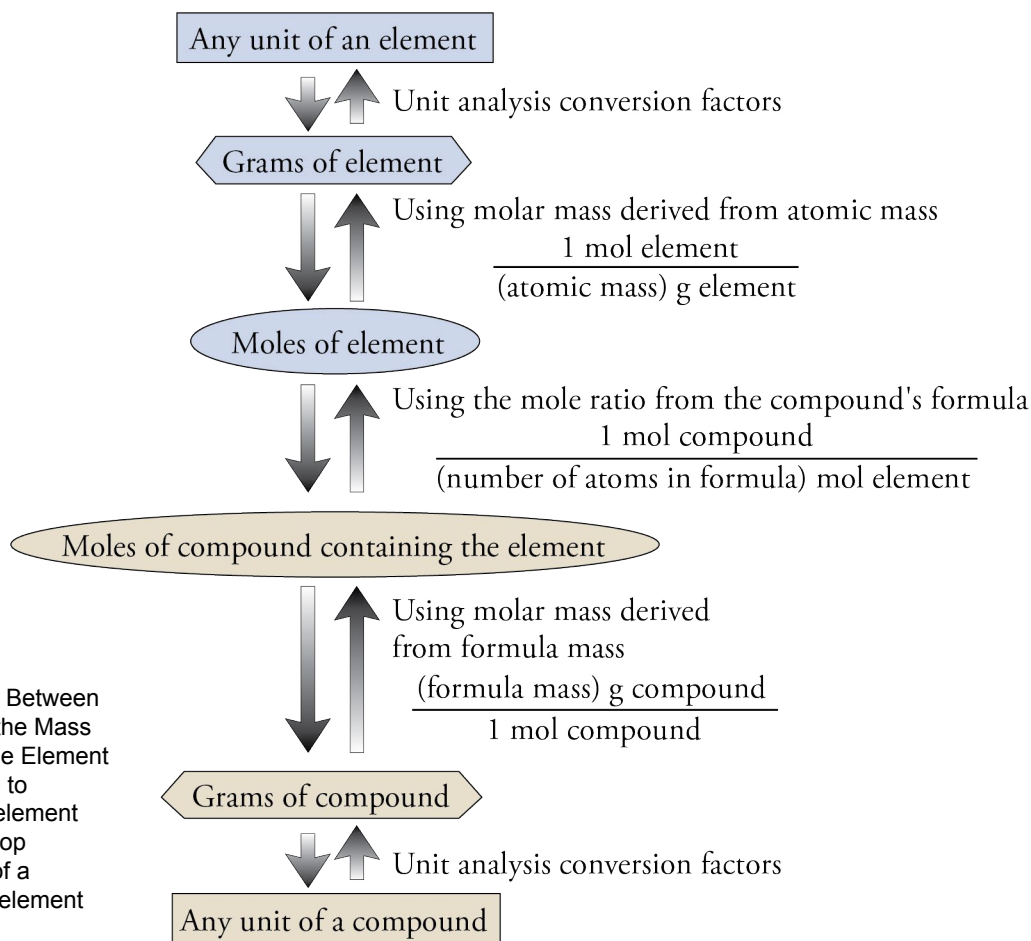 Any unit of an element
Unit analysis conversion factors
Grams of element
Using molar mass derived from atomic mass
1 mol element
(atomic mass) g element
Moles of element
Using the mole ratio from the compound's formula
1 mol compound
(number of atoms in formula) mol element
Moles of compound containing the element
Using molar mass derived
from formula mass
(formula mass) g compound
1 mol compound
Between
the Mass
e Element
to
element
op
of a
element
Grams of compound
Unit analysis conversion factors
Any unit of a compound